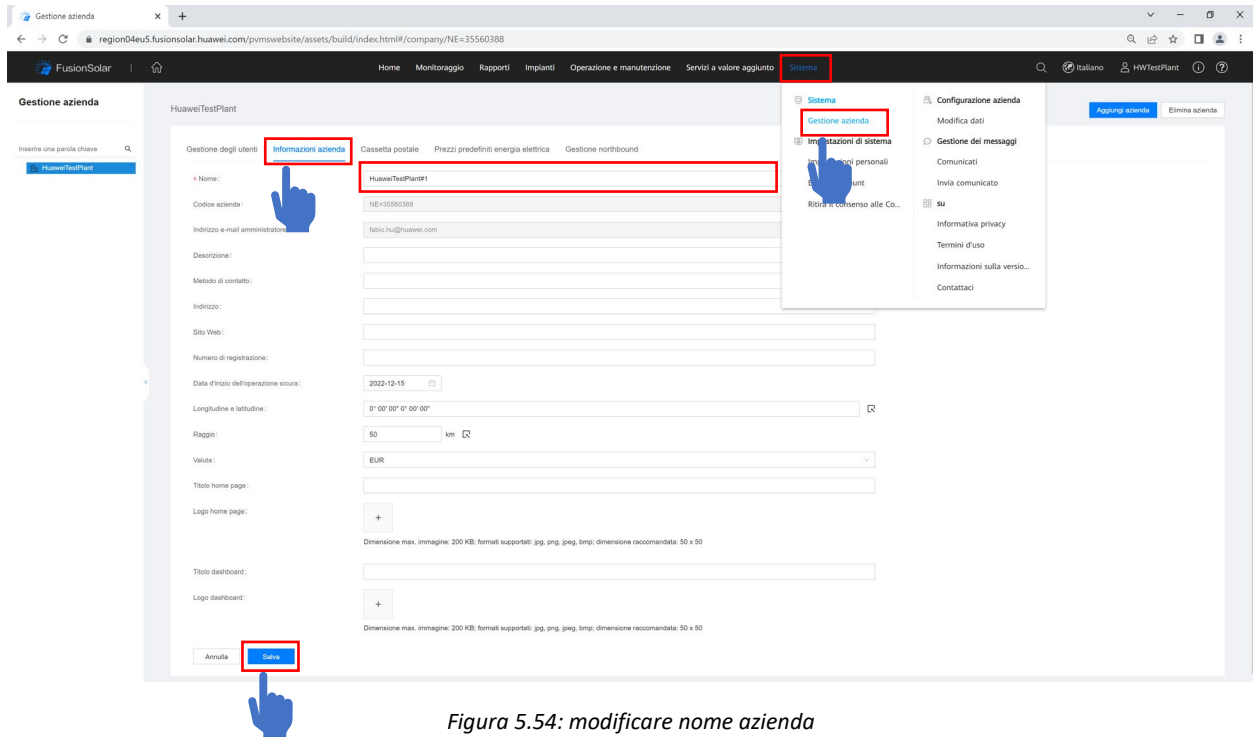 Gestione azienda
region04eu5.fusionsolar.huawei.com/pvmswebsite/assets/build/index.html#/company/NE=35560388
FusionSolar
Home Monitoraggio Rapporti Impianti Operazione e manutenzione Servizi a valore aggiunto Sistema
Italiano HWTestPlant
Gestione azienda
HuaweiTestPlant
Aggiungi azienda Elimina azienda
Inserire una parola chiave
HuaweiTestPlant
Sistema
Gestione azienda
Impostazioni di sistema
Ritira il consenso alle Co...
Configurazione azienda
Modifica dati
Gestione dei messaggi
Comunicati
Invia comunicato
su
Informativa privacy
Termini d'uso
Informazioni sulla versio...
Contattaci
Gestione degli utenti Informazioni azienda Cassetta postale Prezzi predefiniti energia elettrica Gestione northbound
* Nome: HuaweiTestPlant#1
Codice azienda: NE=35560388
Indirizzo e-mail amministratore fabio.hu@huawei.com
Descrizione:
Metodo di contatto:
Indirizzo:
Sito Web:
Numero di registrazione:
Data d'inizio dell'operazione sicura: 2022-12-15
Longitudine e latitudine: 0° 00' 00" 0° 00' 00"
Raggio: 50 km
Valuta: EUR
Titolo home page:
Logo home page:
+
Dimensione max. immagine: 200 KB; formati supportati: jpg, png, jpeg, bmp; dimensione raccomandata: 50 x 50
Titolo dashboard:
Logo dashboard:
+
Dimensione max. immagine: 200 KB; formati supportati: jpg, png, jpeg, bmp; dimensione raccomandata: 50 x 50
Annulla Salva
Figura 5.54: modificare nome azienda